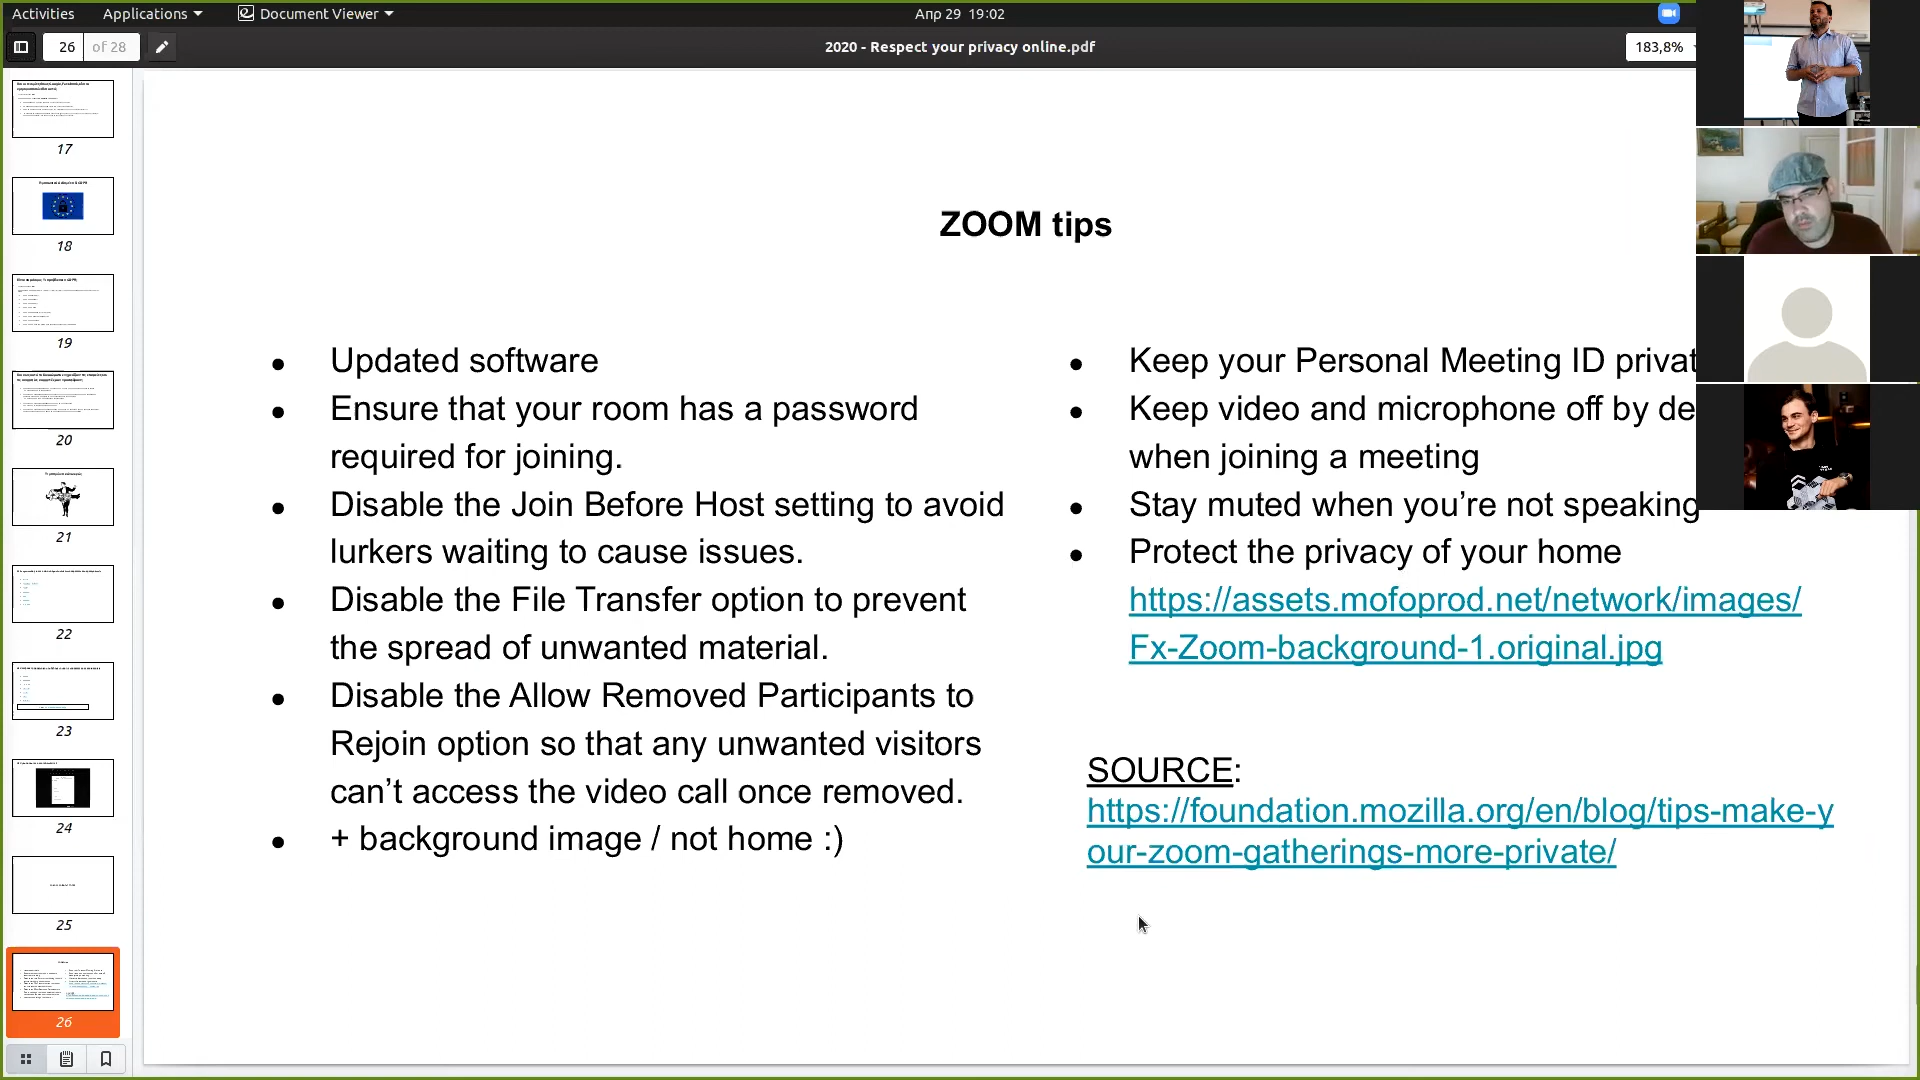 Activities Applications Document Viewer Апр 29 19:02
26 of 28 2020 - Respect your privacy online.pdf 183,8%
17
18
19
20
21
22
23
24
25
26
ZOOM tips
Updated software
Ensure that your room has a password
required for joining.
Disable the Join Before Host setting to avoid
lurkers waiting to cause issues.
Disable the File Transfer option to prevent
the spread of unwanted material.
Disable the Allow Removed Participants to
Rejoin option so that any unwanted visitors
can’t access the video call once removed.
+ background image / not home :)
Keep your Personal Meeting ID privat
Keep video and microphone off by de
when joining a meeting
Stay muted when you’re not speaking
Protect the privacy of your home
https://assets.mofoprod.net/network/images/
Fx-Zoom-background-1.original.jpg
SOURCE:
https://foundation.mozilla.org/en/blog/tips-make-y
our-zoom-gatherings-more-private/